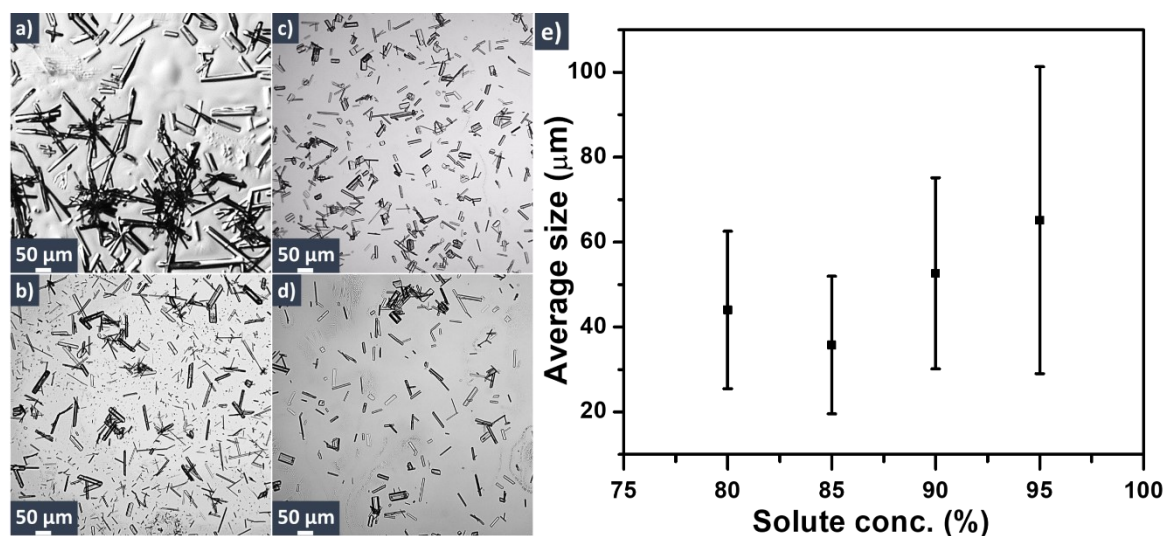 a)
50 µm
b)
50 µm
c)
50 µm
d)
50 µm
e)
Average size (µm)
100
80
60
40
20
75 80 85 90 95 100
Solute conc. (%)